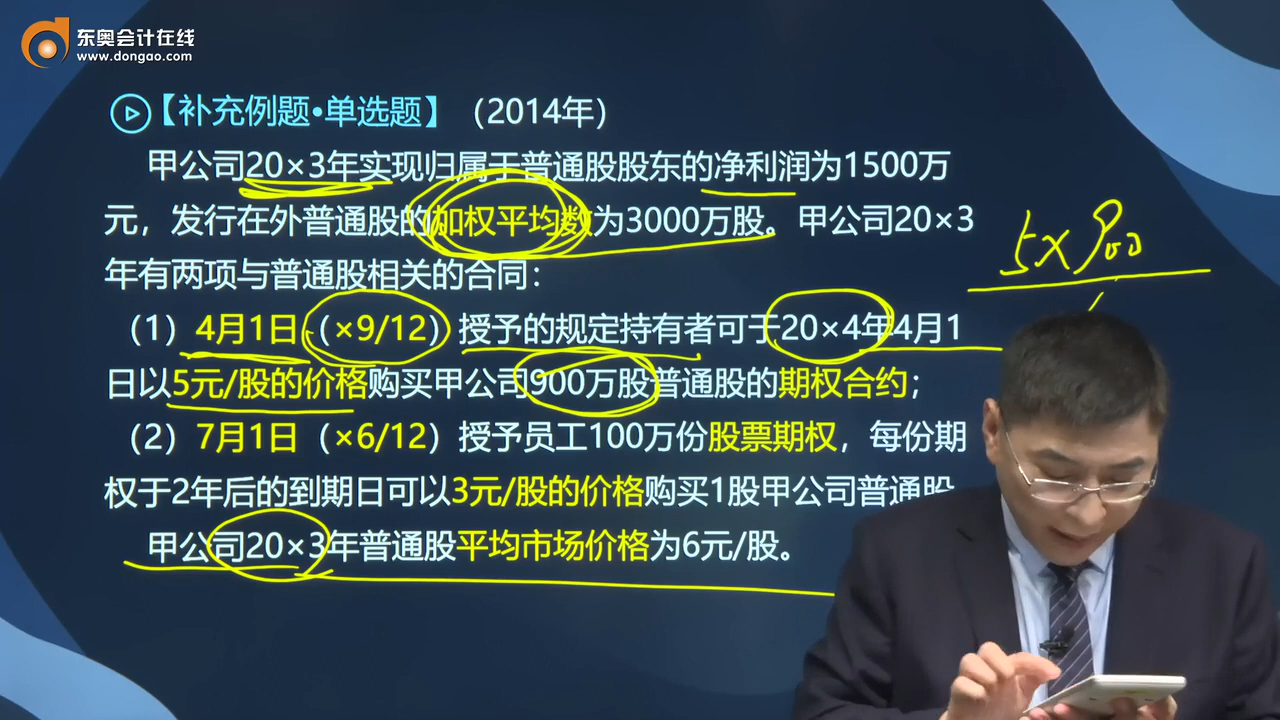 东奥会计在线
www.dongao.com
【补充例题•单选题】（2014年）
甲公司20×3年实现归属于普通股股东的净利润为1500万
元，发行在外普通股的加权平均数为3000万股。甲公司20×3
年有两项与普通股相关的合同：
5×900
（1）4月1日（×9/12）授予的规定持有者可于20×4年4月1
日以5元/股的价格购买甲公司900万股普通股的期权合约；
（2）7月1日（×6/12）授予员工100万份股票期权，每份期
权于2年后的到期日可以3元/股的价格购买1股甲公司普通股
甲公司20×3年普通股平均市场价格为6元/股。